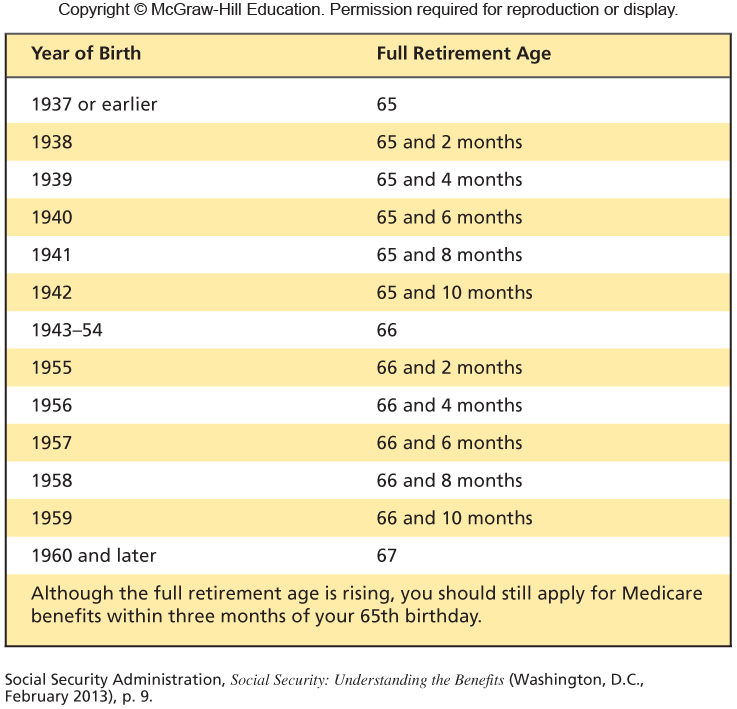 Copyright © McGraw-Hill Education. Permission required for reproduction or display.
Year of Birth Full Retirement Age
1937 or earlier 65
1938 65 and 2 months
1939 65 and 4 months
1940 65 and 6 months
1941 65 and 8 months
1942 65 and 10 months
1943–54 66
1955 66 and 2 months
1956 66 and 4 months
1957 66 and 6 months
1958 66 and 8 months
1959 66 and 10 months
1960 and later 67
Although the full retirement age is rising, you should still apply for Medicare
benefits within three months of your 65th birthday.
Social Security Administration, Social Security: Understanding the Benefits (Washington, D.C.,
February 2013), p. 9.